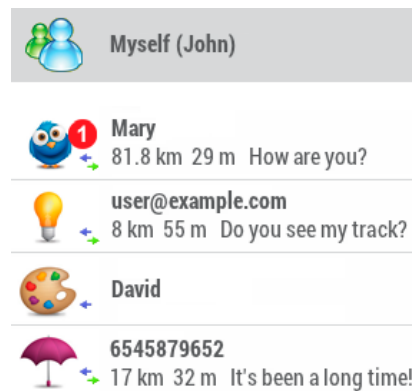 Myself (John)
1
Mary
81.8 km 29 m How are you?
user@example.com
8 km 55 m Do you see my track?
David
6545879652
17 km 32 m It's been a long time!